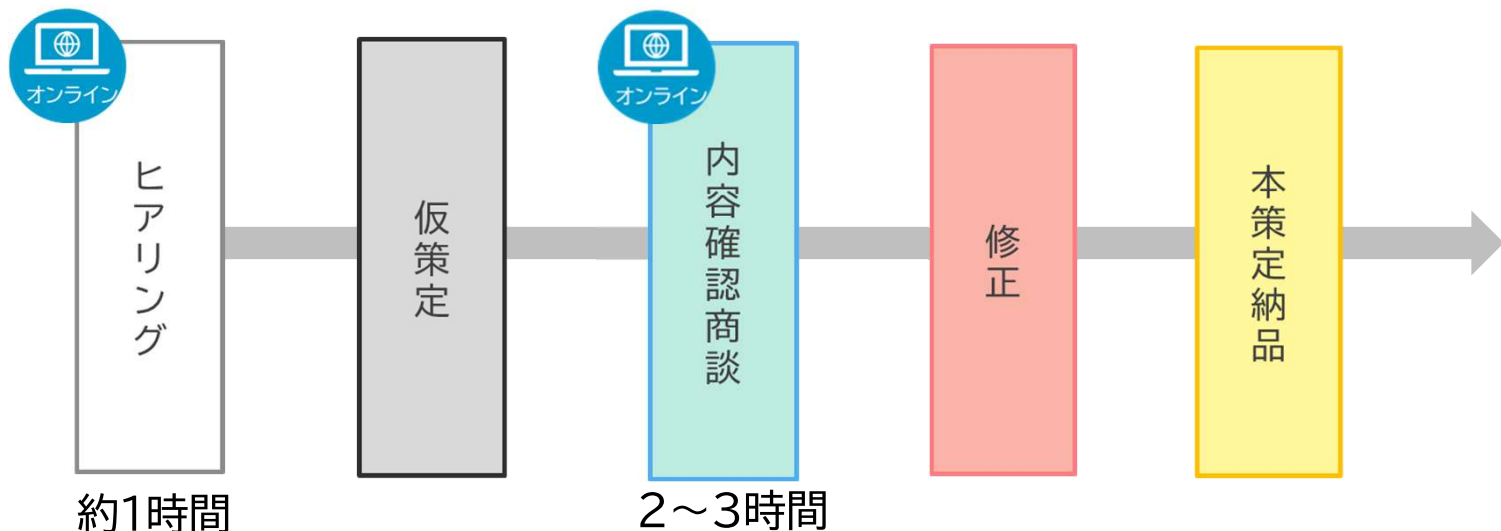 オンライン
ヒアリング
約1時間
仮策定
オンライン
内容確認商談
2～3時間
修正
本策定納品